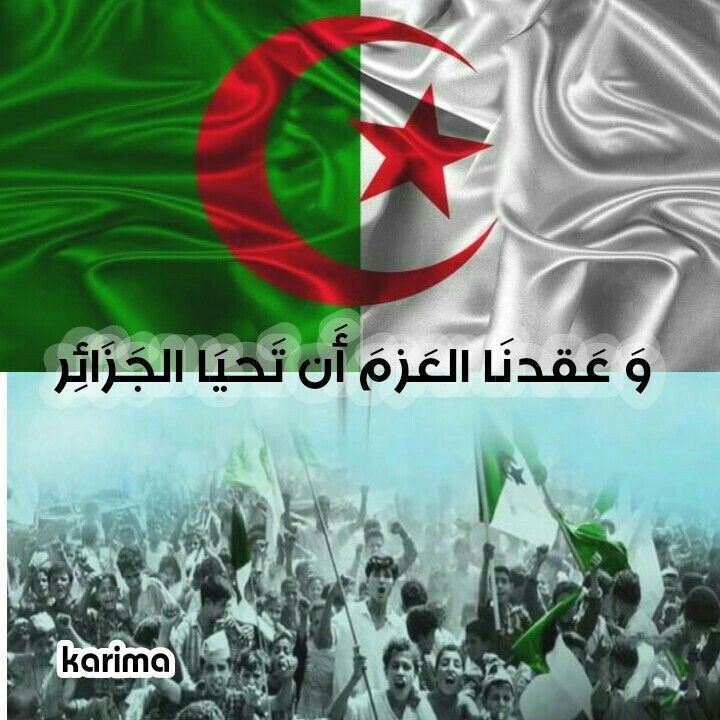 وَ عَقدنَا العَزمَ أَن تَحيَا الجَزَائِر
karima